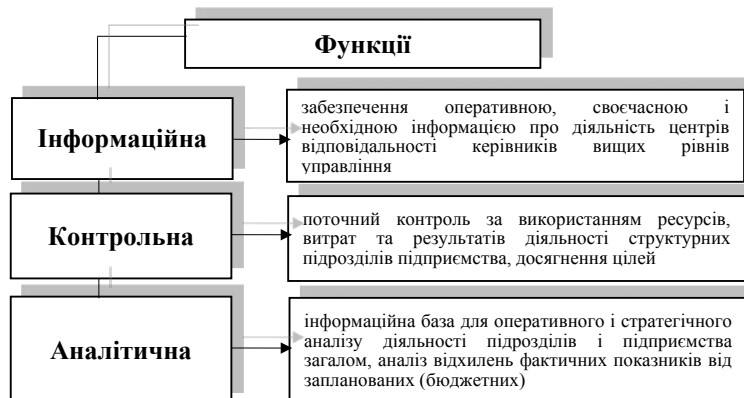 Функції
Інформаційна
забезпечення оперативною, своєчасною і
необхідною інформацією про діяльність центрів
відповідальності керівників вищих рівнів
управління
Контрольна
поточний контроль за використанням ресурсів,
витрат та результатів діяльності структурних
підрозділів підприємства, досягнення цілей
Аналітична
інформаційна база для оперативного і стратегічного
аналізу діяльності підрозділів і підприємства
загалом, аналіз відхилень фактичних показників від
запланованих (бюджетних)